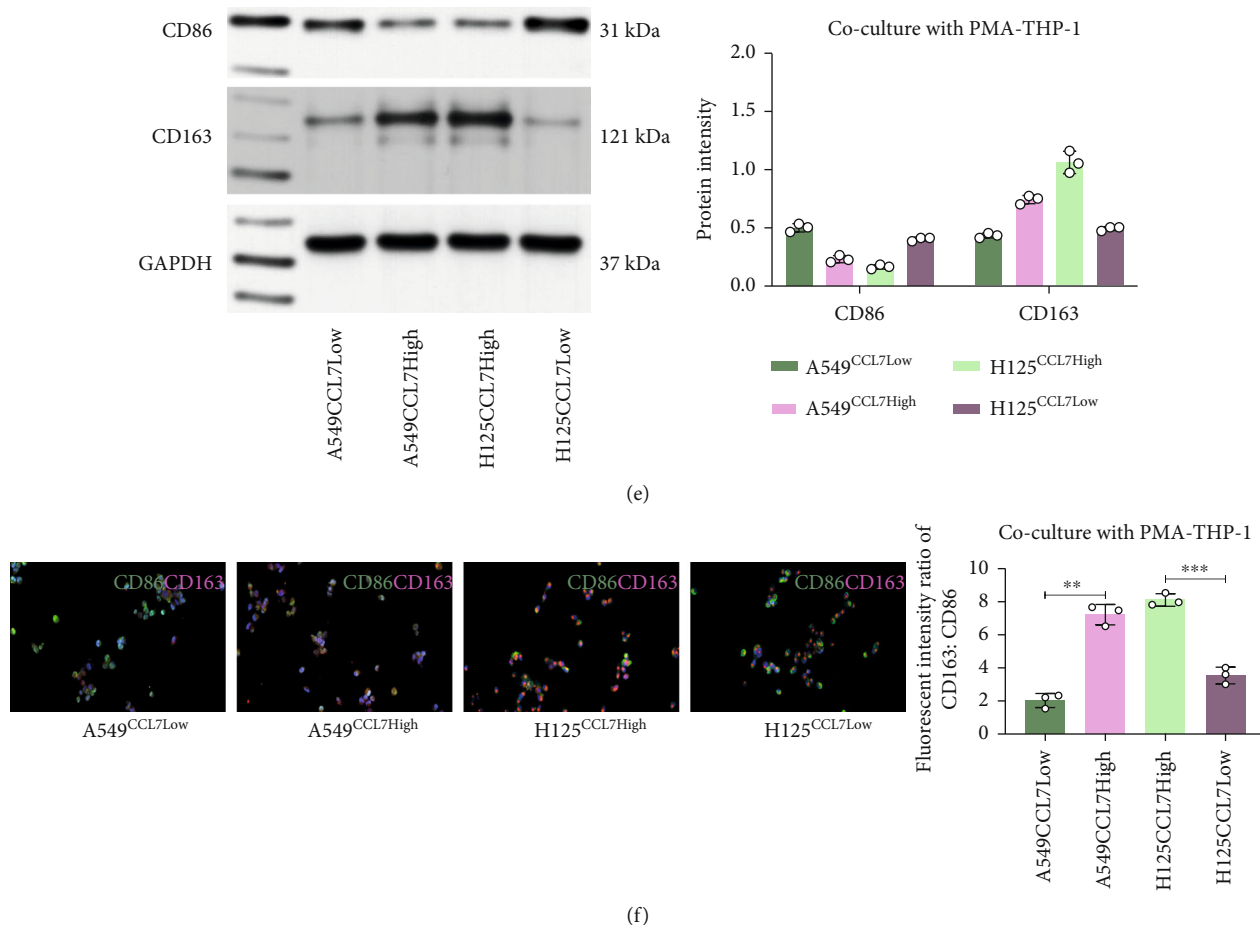 CD86
31 kDa
CD163
121 kDa
GAPDH
37 kDa
A549CCL7Low
A549CCL7High
H125CCL7High
H125CCL7Low
Co-culture with PMA-THP-1
Protein intensity
2.0
1.5
1.0
0.5
0.0
CD86 CD163
A549CCL7Low
H125CCL7High
A549CCL7High
H125CCL7Low
(e)
CD86CD163
A549CCL7Low
CD86CD163
A549CCL7High
CD86CD163
H125CCL7High
CD86CD163
H125CCL7Low
Co-culture with PMA-THP-1
Fluorescent intensity ratio of
CD163: CD86
10
8
6
4
2
0
**
***
A549CCL7Low
A549CCL7High
H125CCL7High
H125CCL7Low
(f)